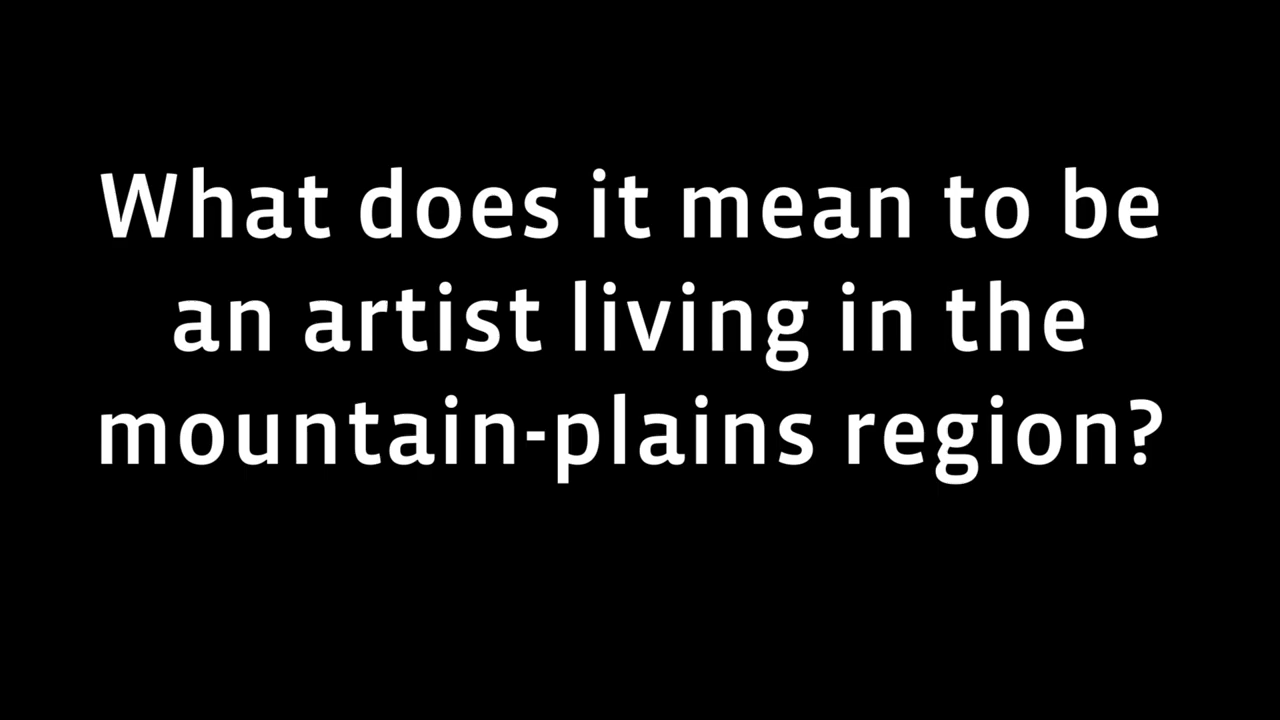 What does it mean to be
an artist living in the
mountain-plains region?